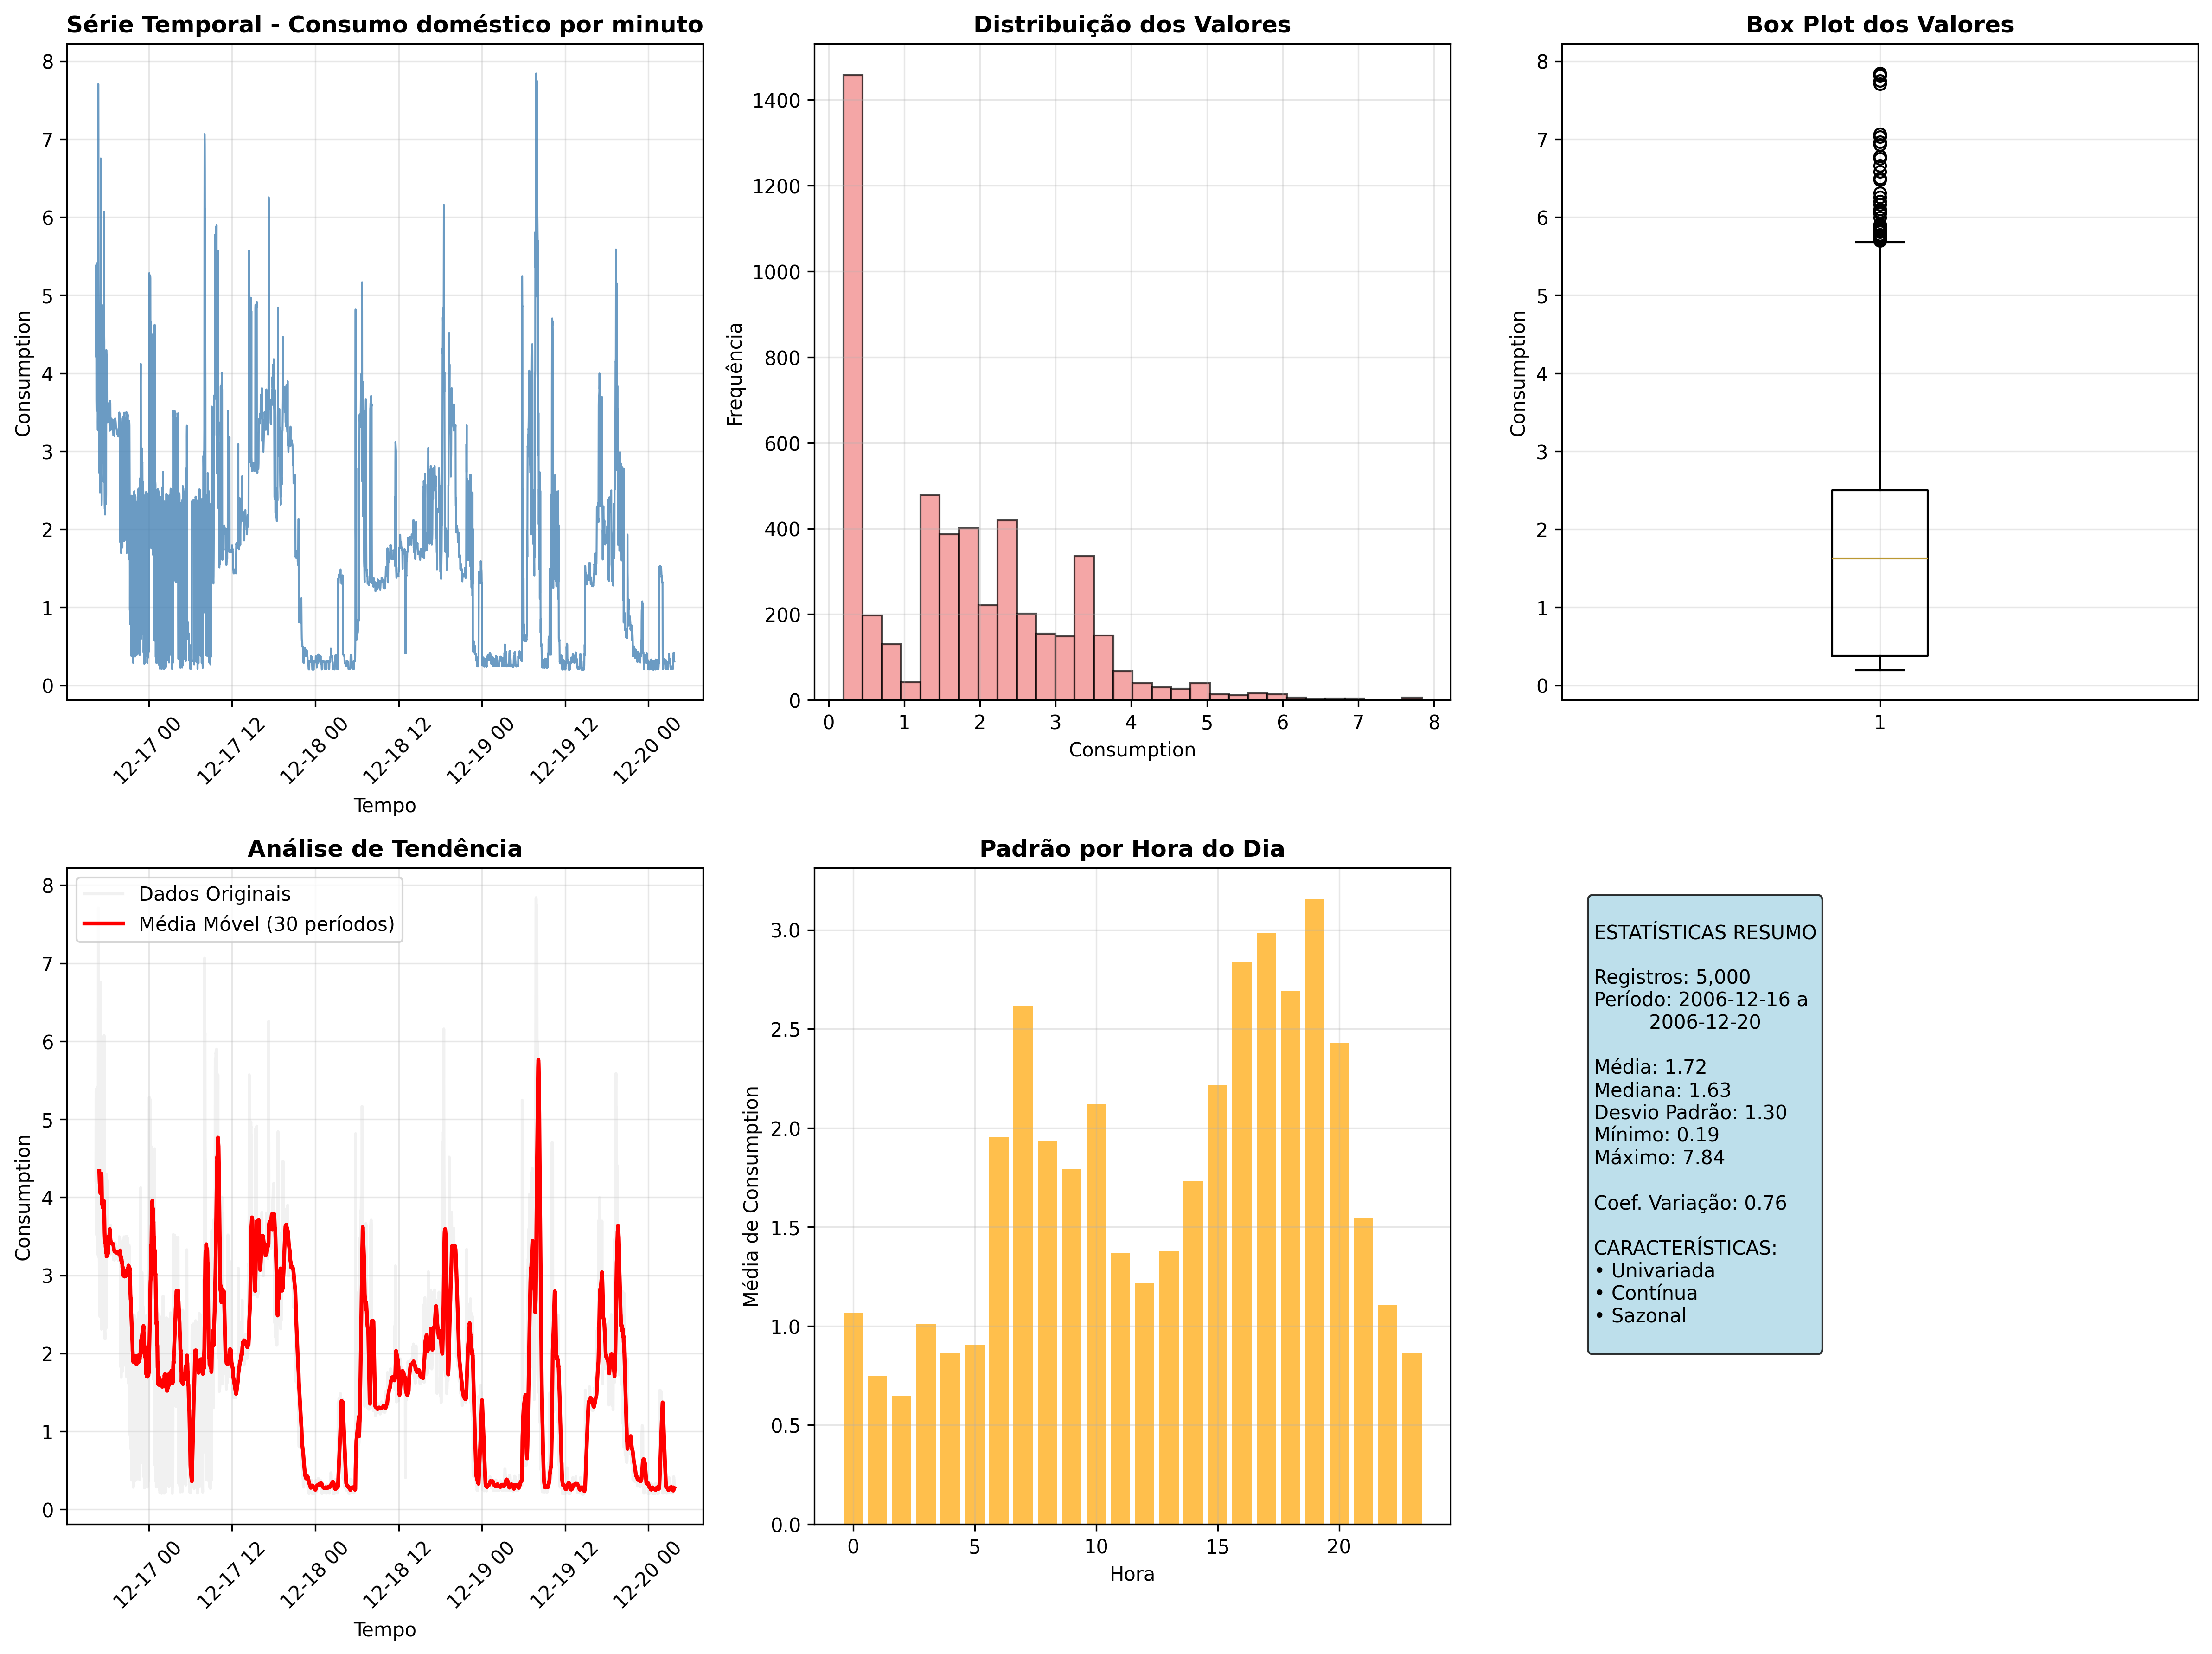 Série Temporal - Consumo doméstico por minuto
8
7
6
5
4
3
2
1
0
Consumption
12-17 00
12-17 12
12-18 00
12-18 12
12-19 00
12-19 12
12-20 00
Tempo
Distribuição dos Valores
1400
1200
1000
800
600
400
200
0
Frequência
0 1 2 3 4 5 6 7 8
Consumption
Box Plot dos Valores
8
7
6
5
4
3
2
1
0
Consumption
1
Análise de Tendência
Dados Originais
Média Móvel (30 períodos)
8
7
6
5
4
3
2
1
0
Consumption
12-17 00
12-17 12
12-18 00
12-18 12
12-19 00
12-19 12
12-20 00
Tempo
Padrão por Hora do Dia
3.0
2.5
2.0
1.5
1.0
0.5
0.0
Média de Consumption
0 5 10 15 20
Hora
ESTATÍSTICAS RESUMO
Registros: 5,000
Período: 2006-12-16 a
2006-12-20
Média: 1.72
Mediana: 1.63
Desvio Padrão: 1.30
Mínimo: 0.19
Máximo: 7.84
Coef. Variação: 0.76
CARACTERÍSTICAS:
• Univariada
• Contínua
• Sazonal